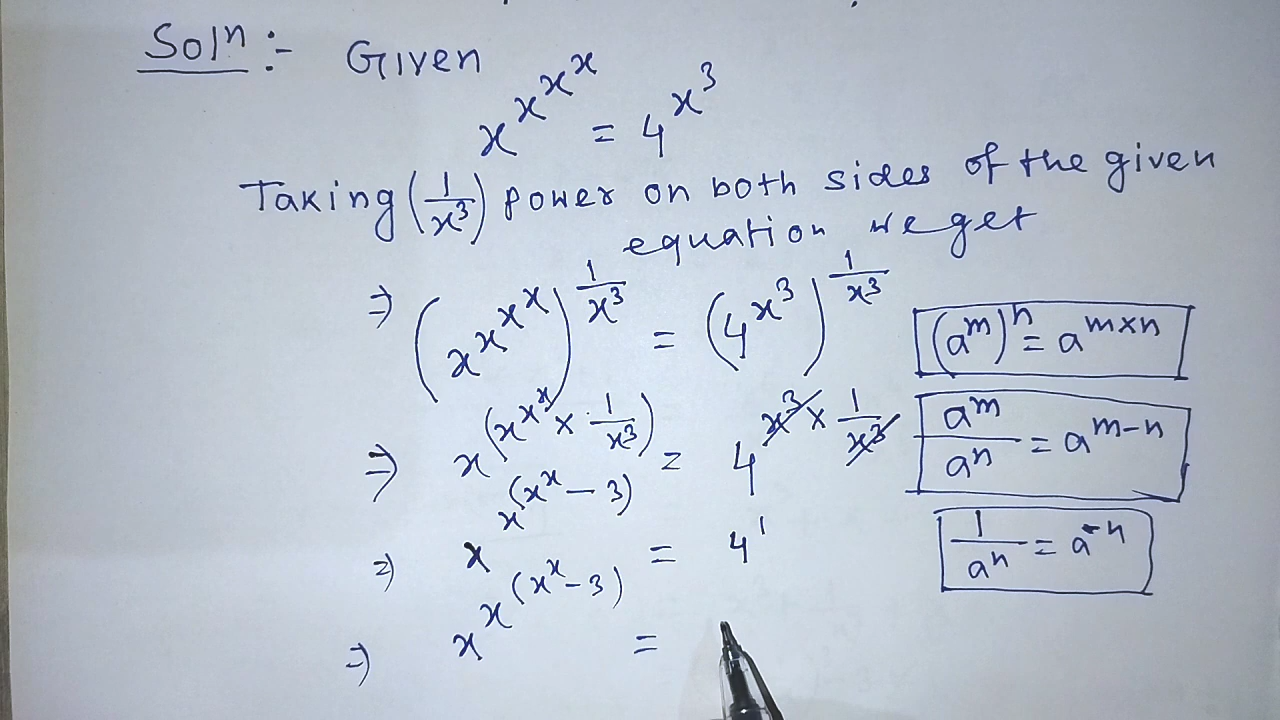 Solⁿ :- Given
x^(x^(x^x)) = 4^(x^3)
Taking (1/x^3) power on both sides of the given
equation we get
⇒ (x^(x^(x^x)))^(1/x^3) = (4^(x^3))^(1/x^3)
(a^m)^n = a^(m×n)
⇒ x^(x^(x^x) × 1/x^3) = 4^(x^3 × 1/x^3)
a^m/a^n = a^(m-n)
⇒ x^(x^(x^x - 3)) = 4^1
1/a^n = a^-n
⇒ x^(x^(x^x - 3)) =